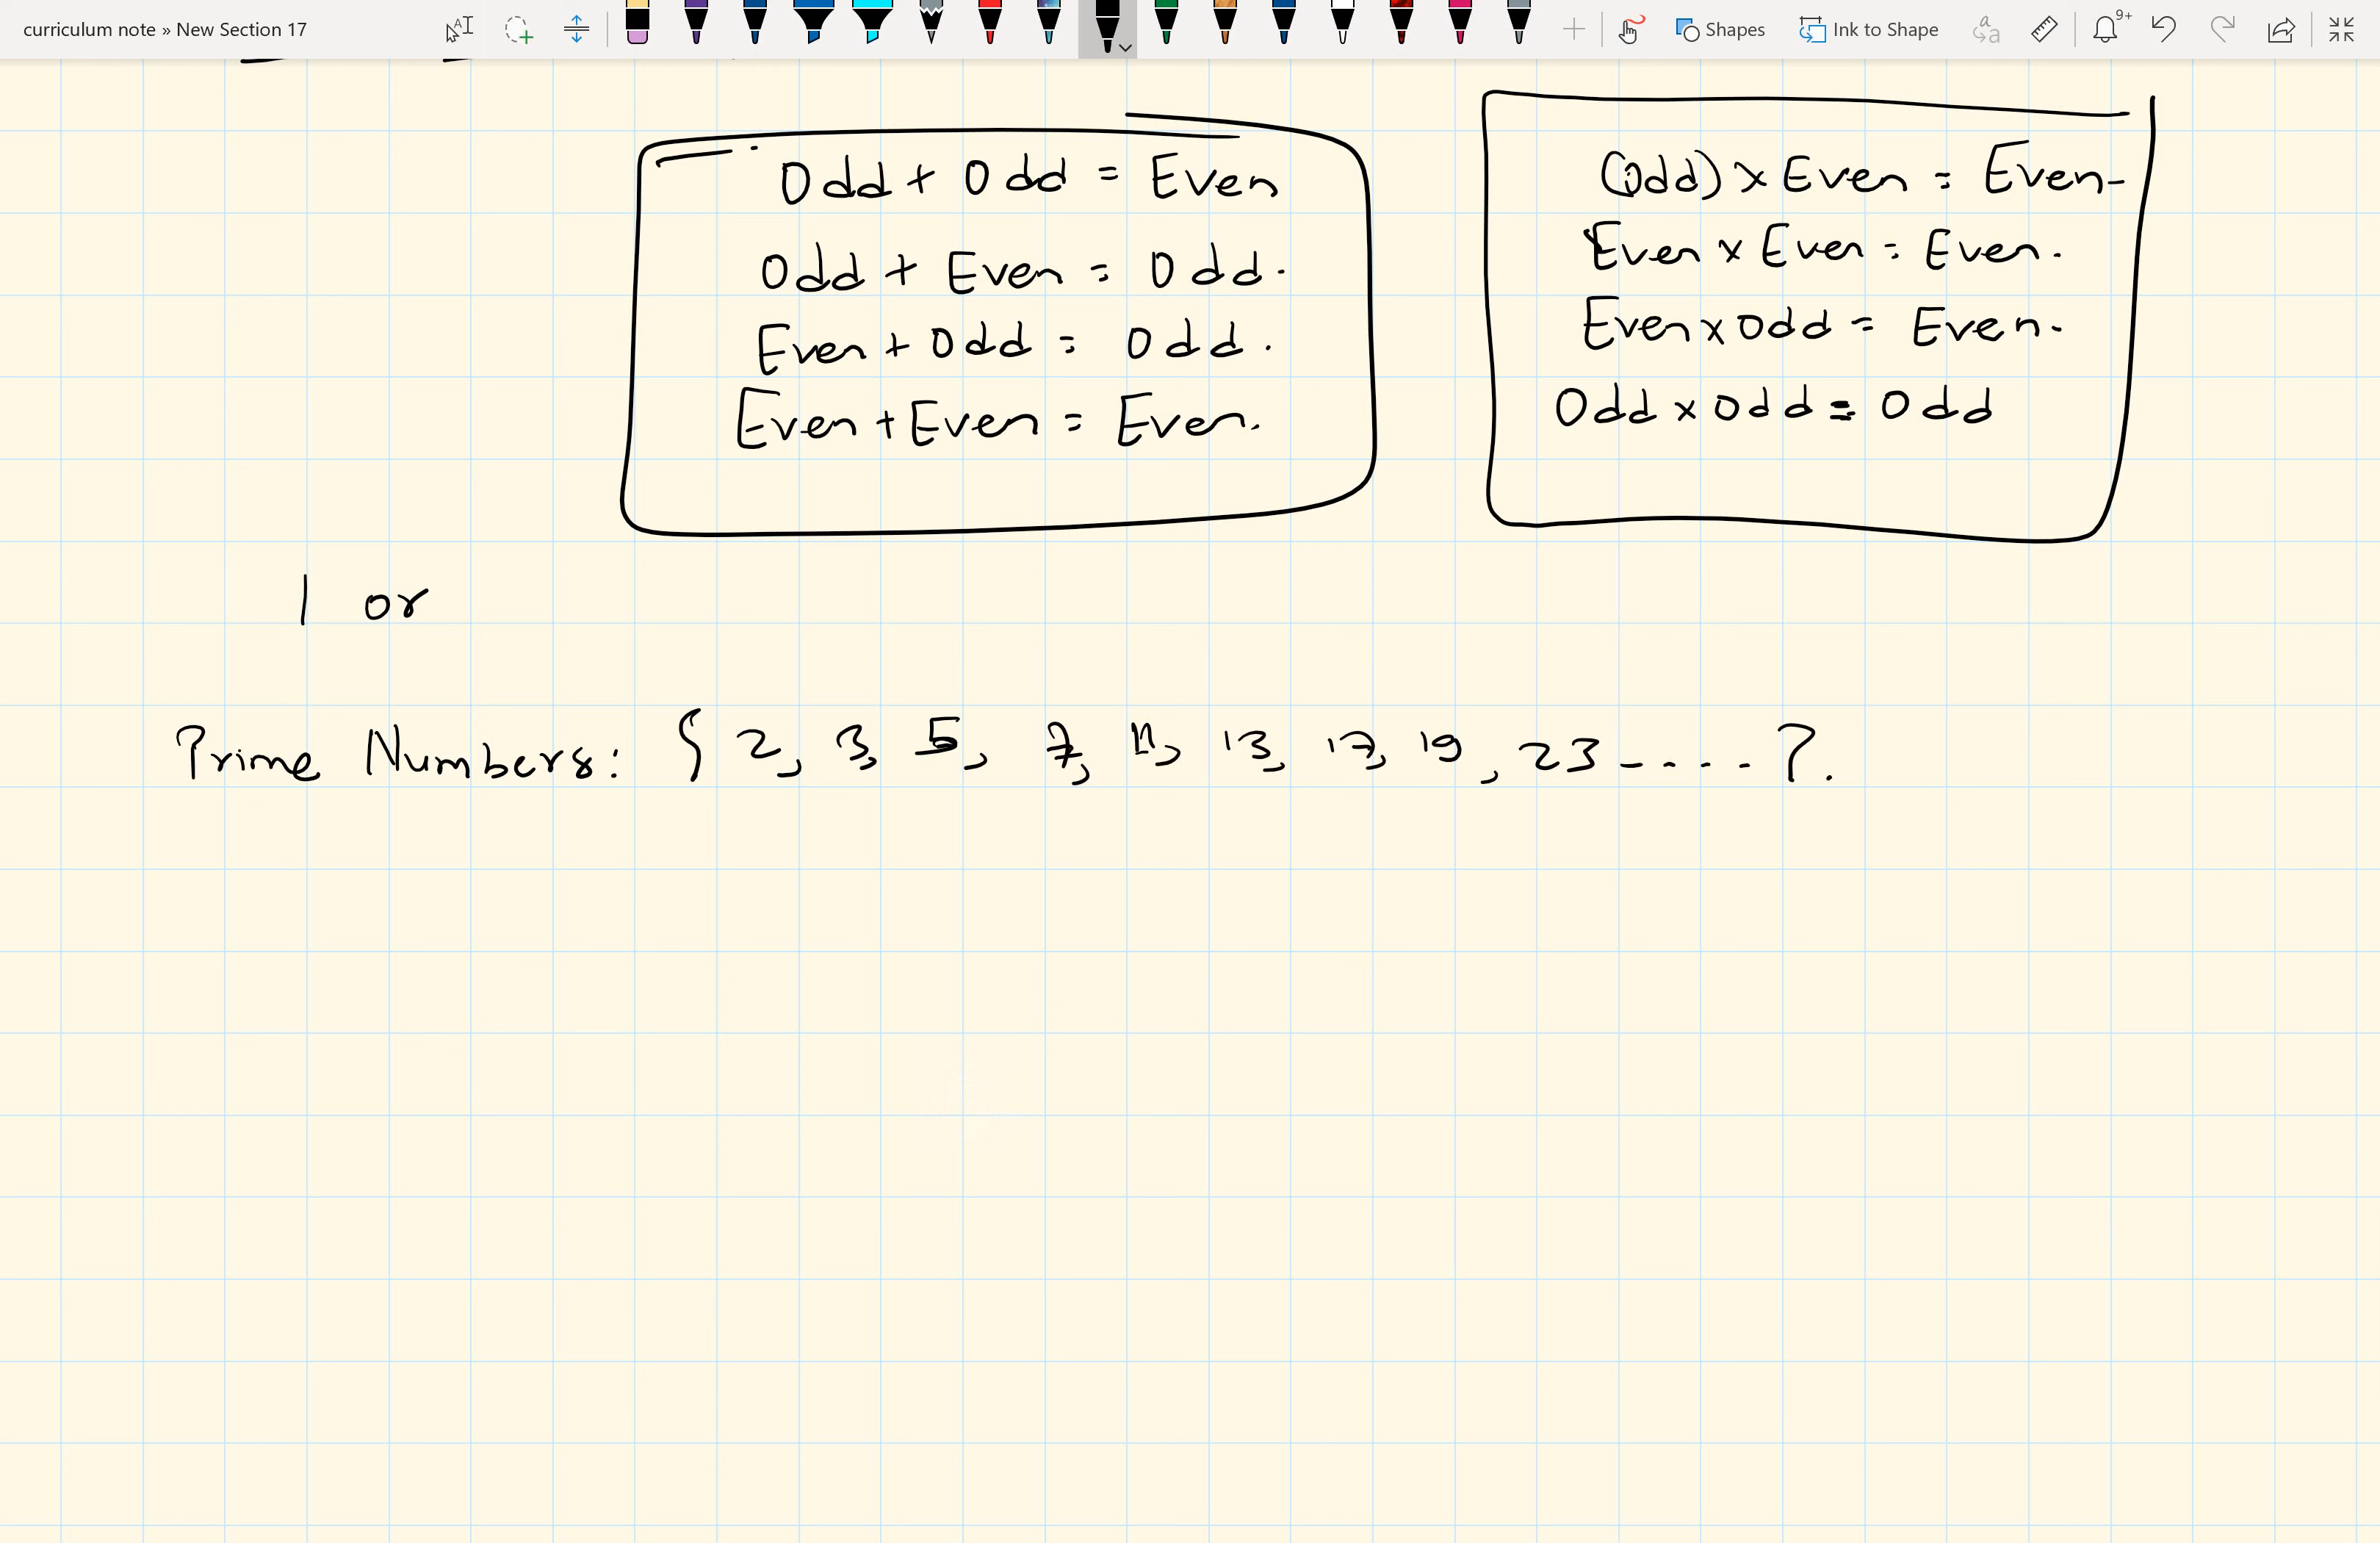 curriculum note » New Section 17
Shapes
Ink to Shape
9+
Odd + Odd = Even
Odd + Even = Odd.
Even + Odd = Odd.
Even + Even = Even.
(Odd) × Even = Even-
Even × Even = Even.
Even × Odd = Even.
Odd × Odd = Odd
1 or
Prime Numbers: { 2, 3, 5, 7, 11, 13, 17, 19, 23 ----- }.